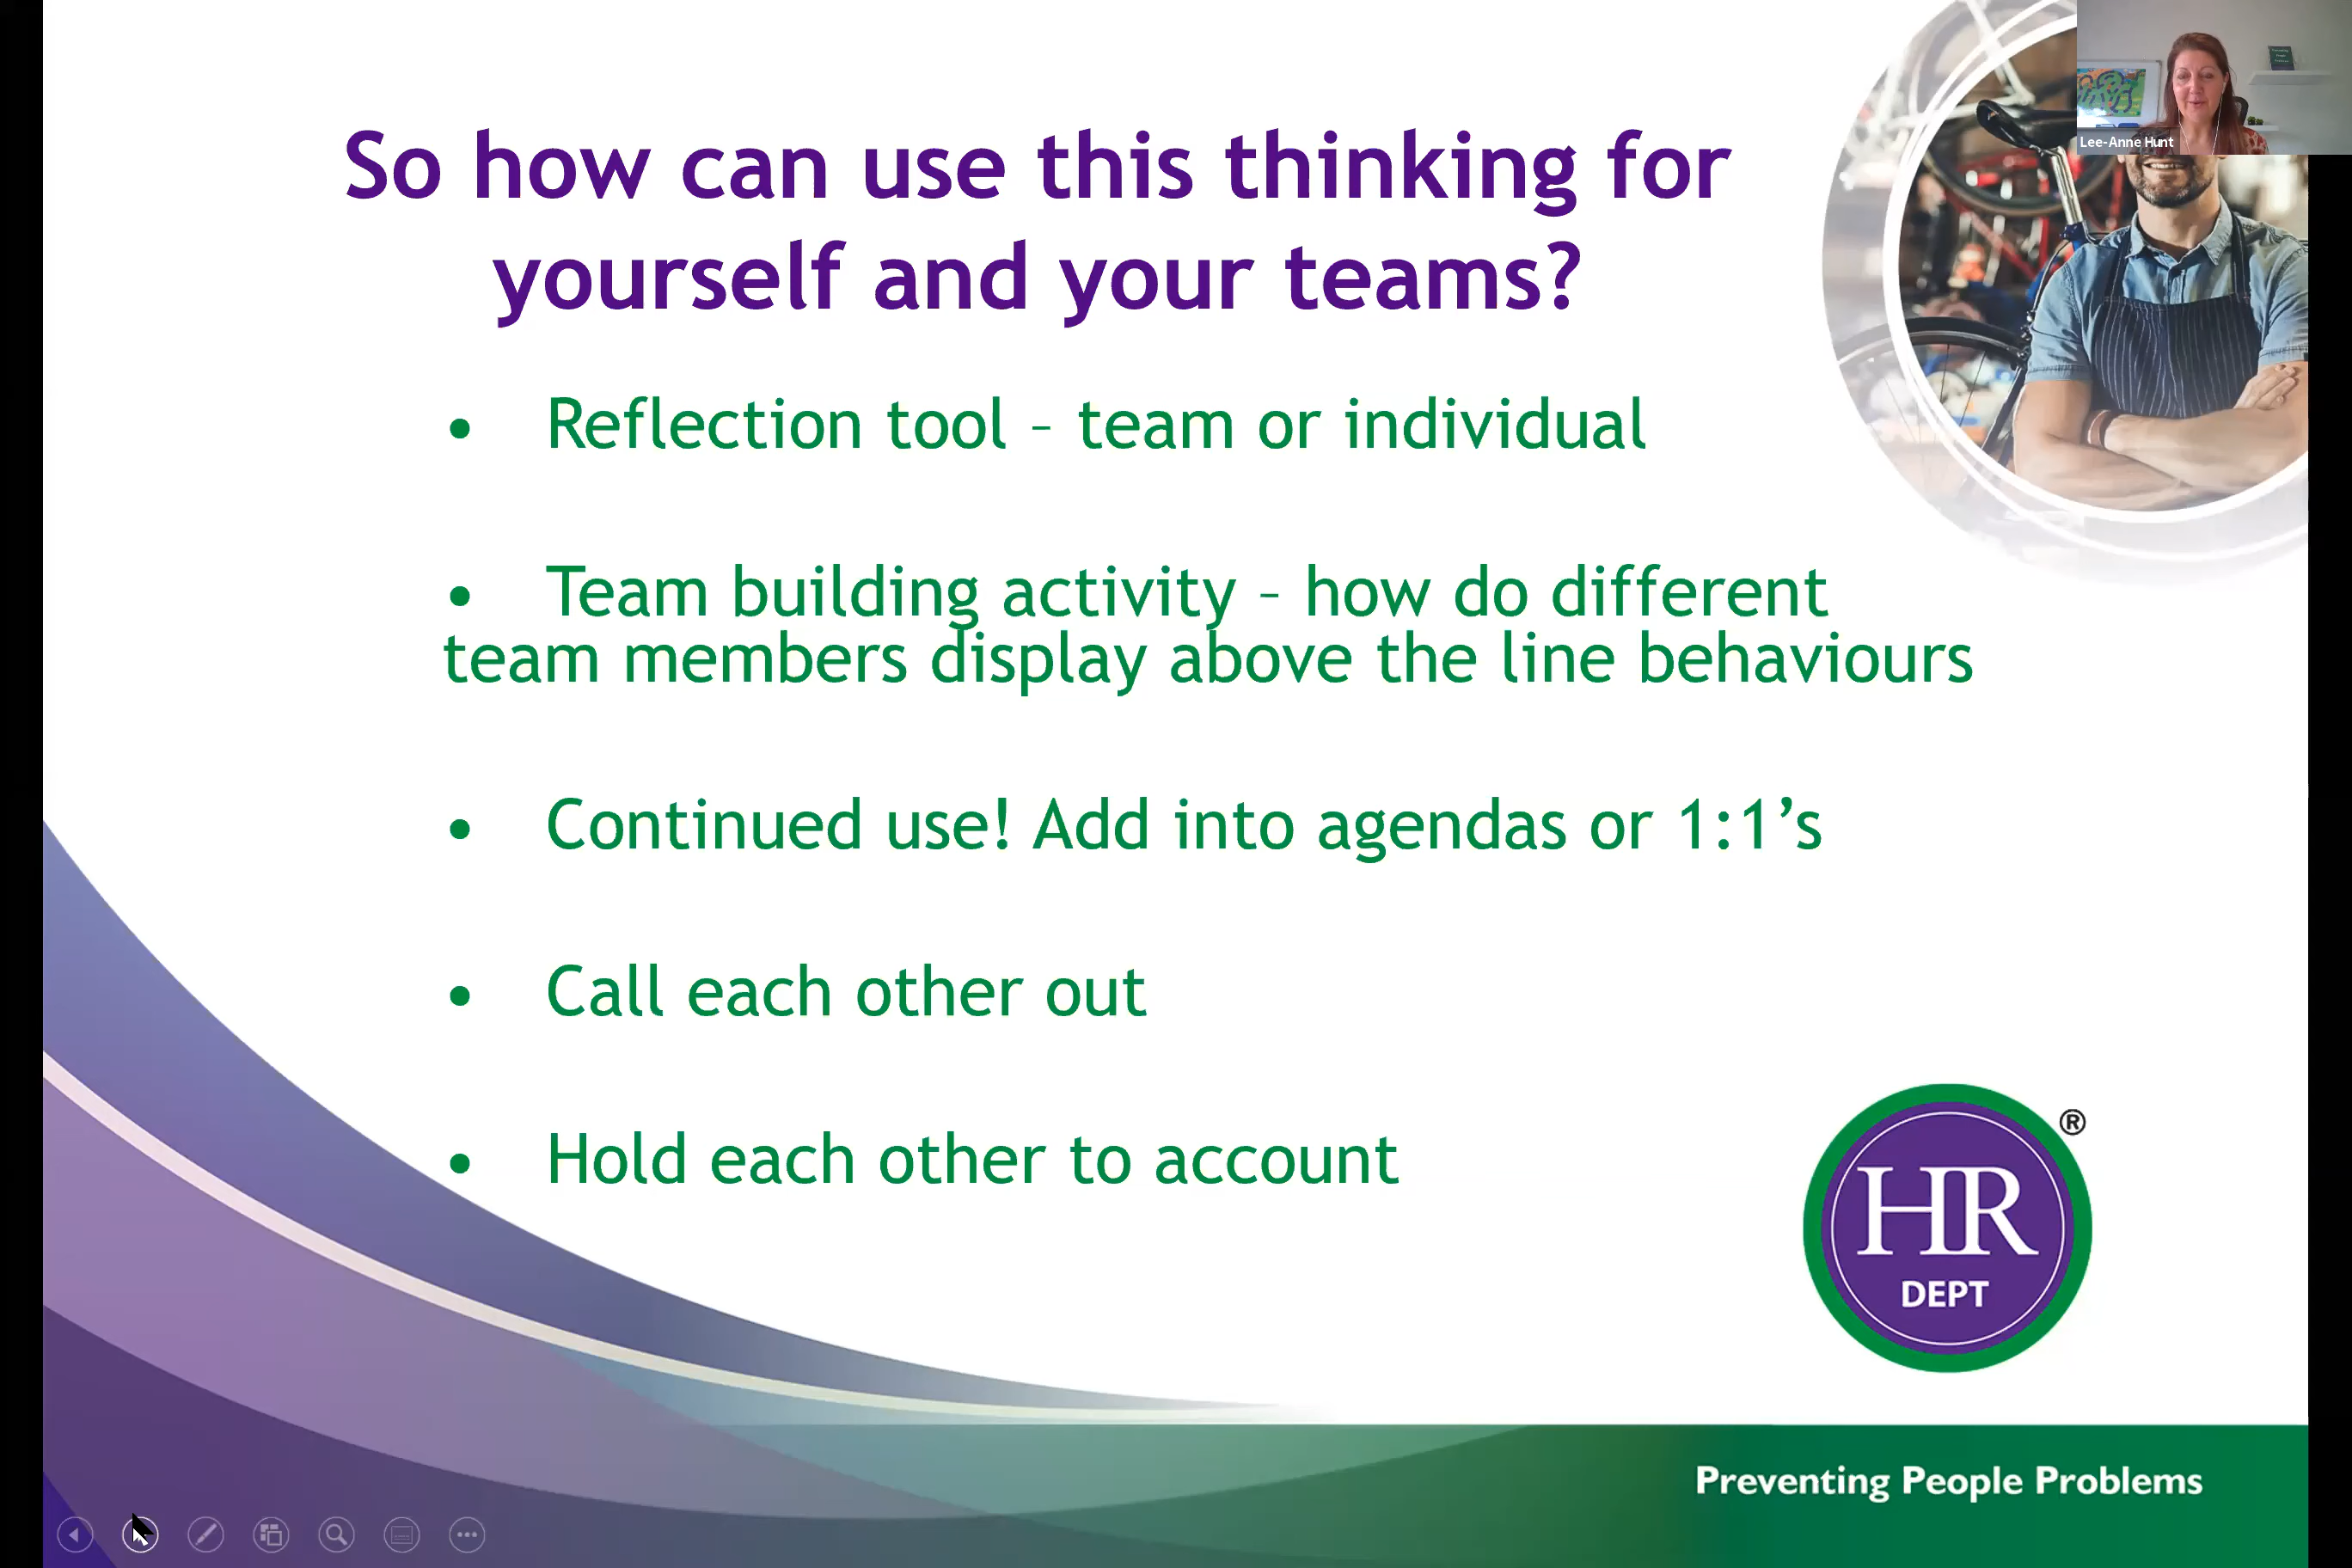 So how can use this thinking for
yourself and your teams?
Lee-Anne Hunt
• Reflection tool – team or individual
• Team building activity – how do different
team members display above the line behaviours
• Continued use! Add into agendas or 1:1’s
• Call each other out
• Hold each other to account
®
HR
DEPT
Preventing People Problems